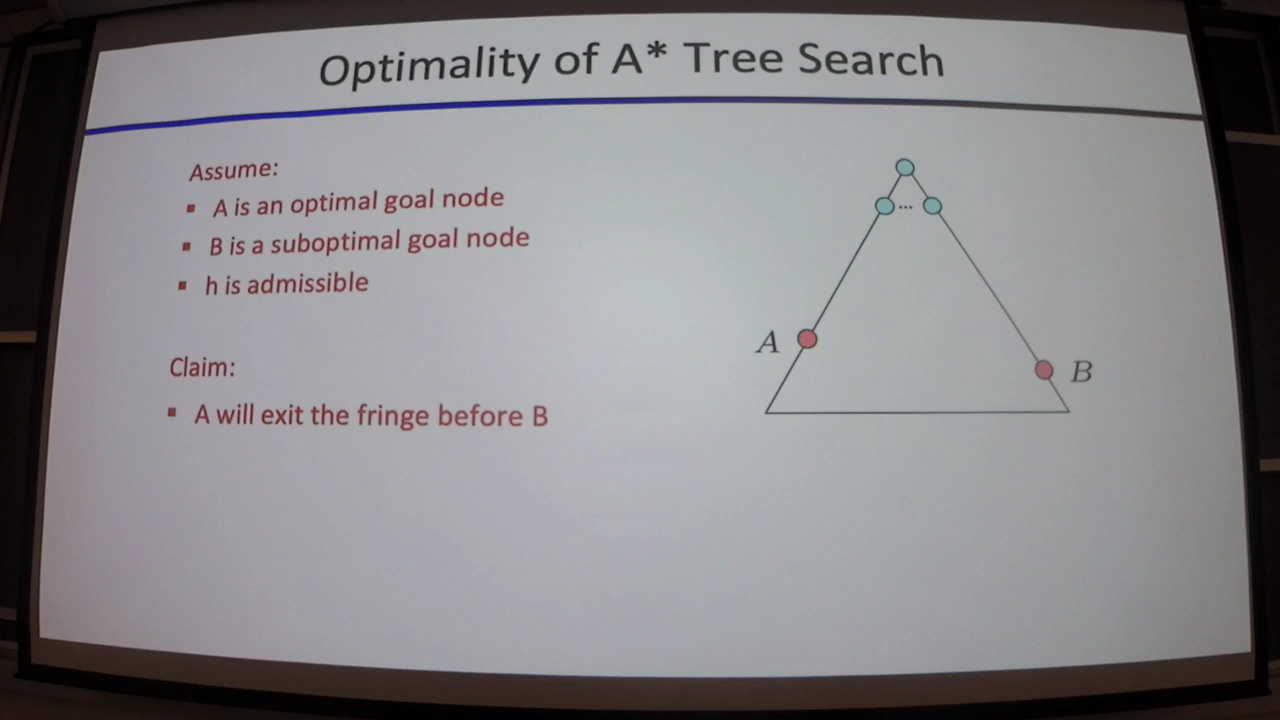 Optimality of A* Tree Search
Assume:
▪ A is an optimal goal node
▪ B is a suboptimal goal node
▪ h is admissible
Claim:
▪ A will exit the fringe before B
...
A
B